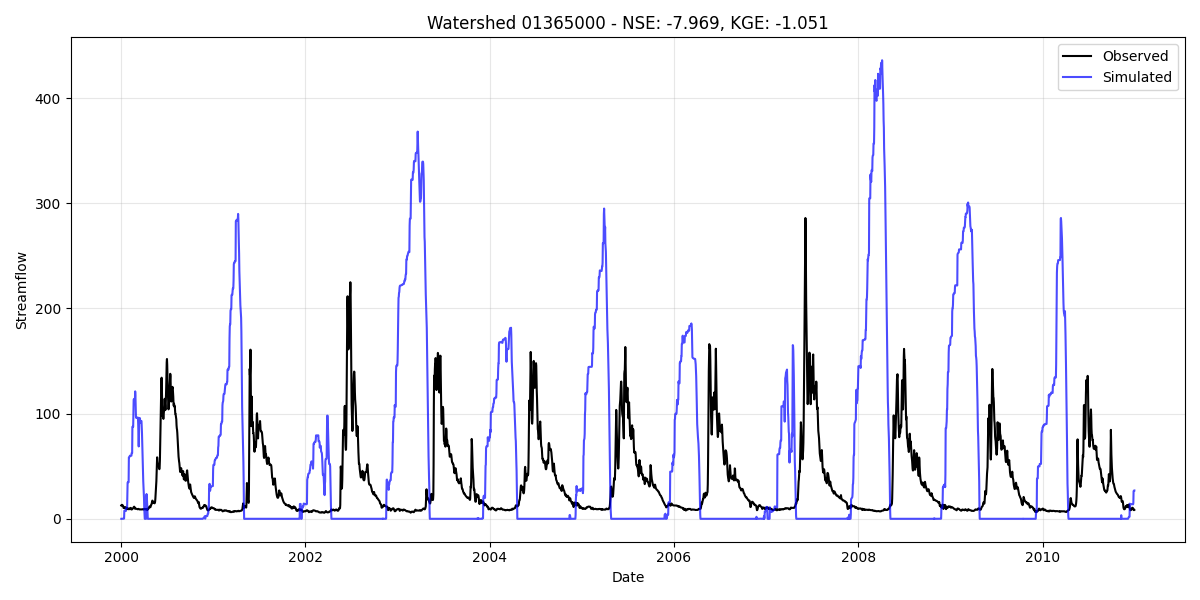 Watershed 01365000 - NSE: -7.969, KGE: -1.051
Observed
Simulated
Streamflow
400
300
200
100
0
2000
2002
2004
2006
2008
2010
Date